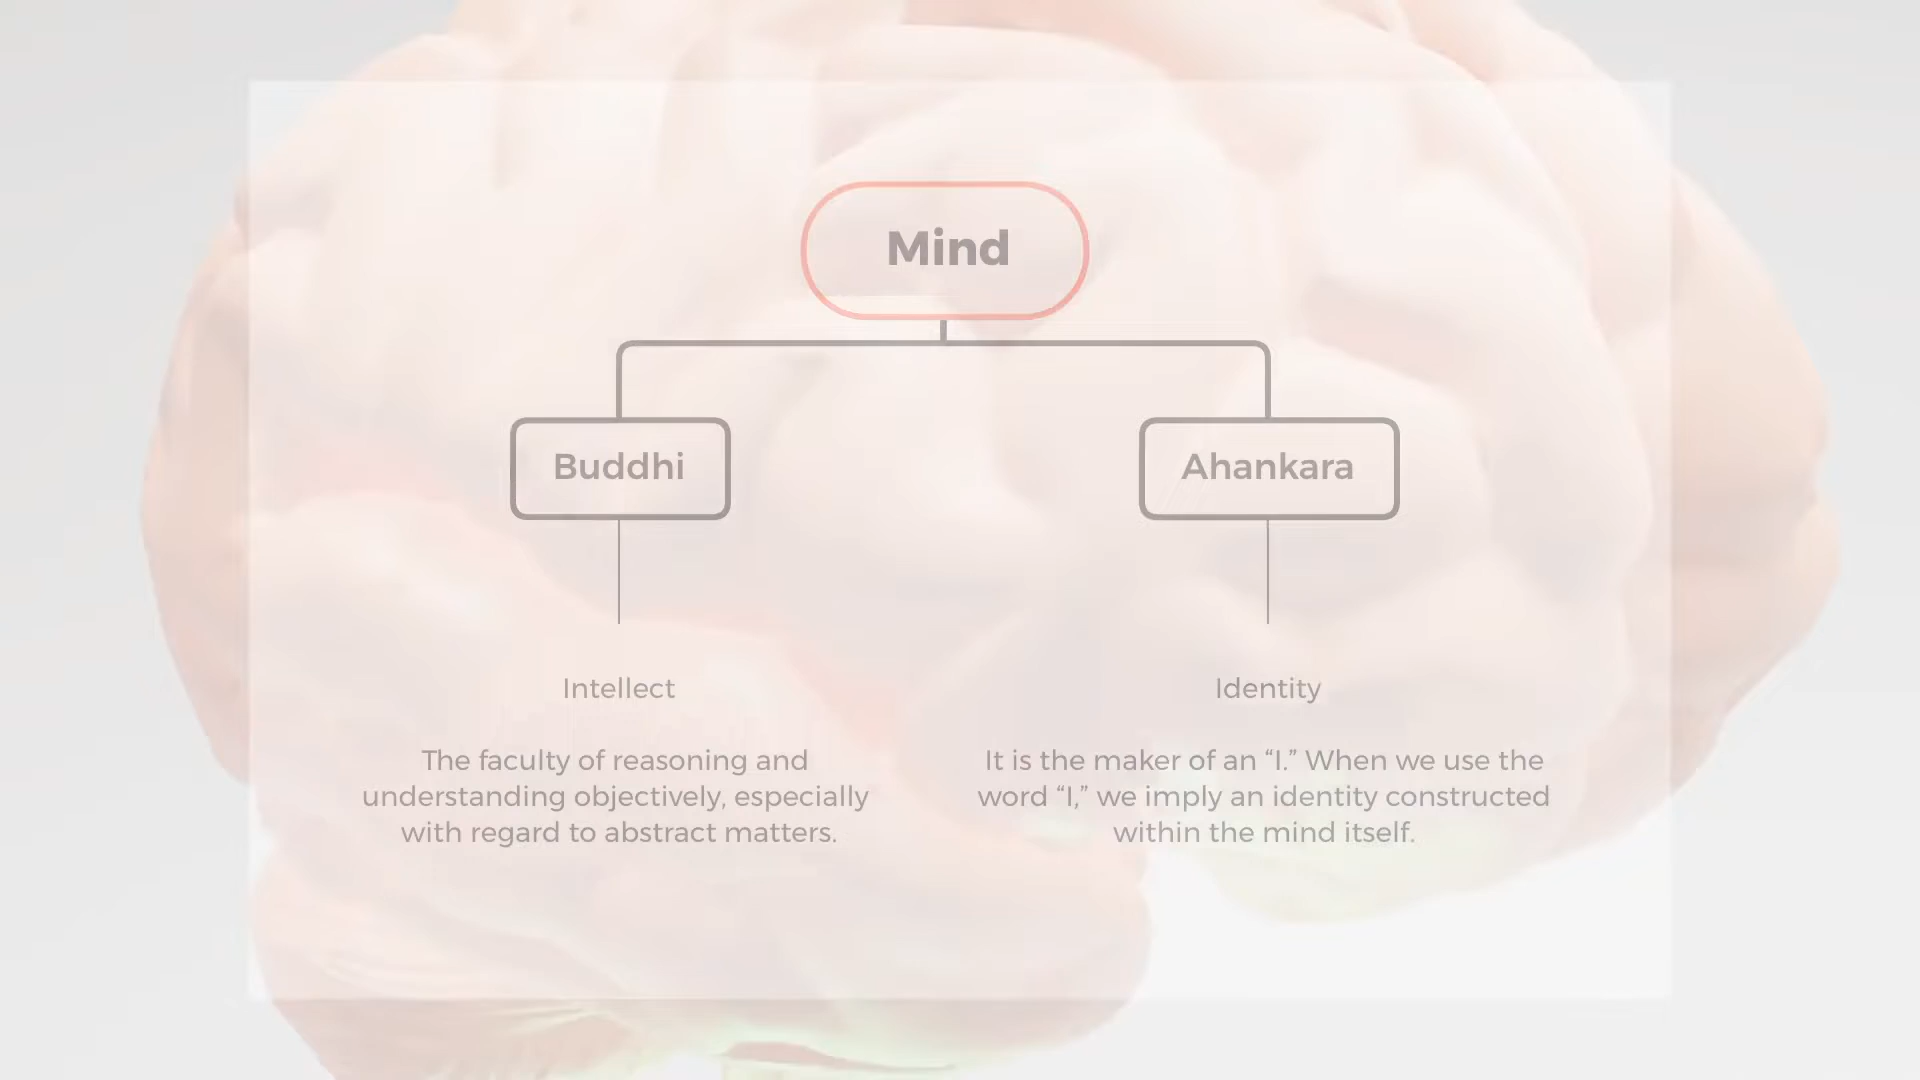 Mind
Buddhi
Ahankara
Intellect
The faculty of reasoning and
understanding objectively, especially
with regard to abstract matters.
Identity
It is the maker of an “I.” When we use the
word “I,” we imply an identity constructed
within the mind itself.